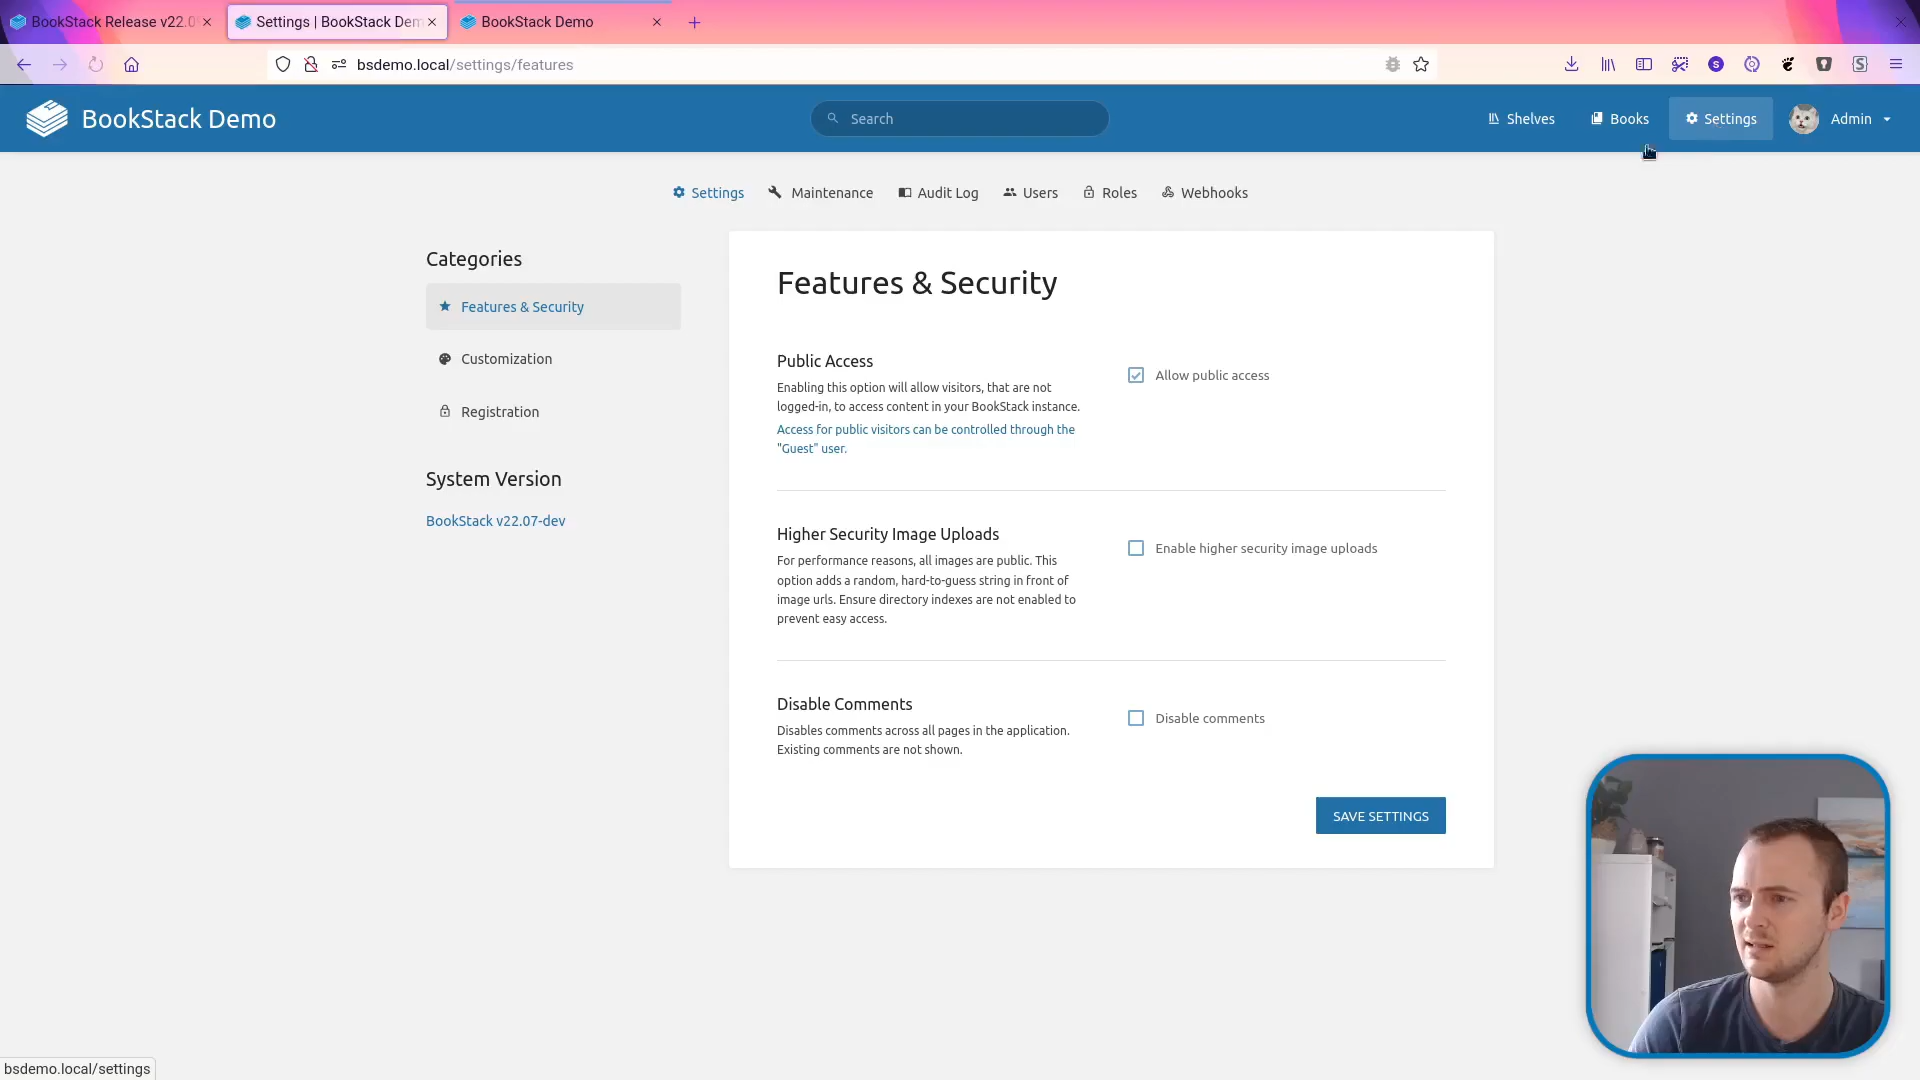 BookStack Release v22.0
Settings | BookStack Dem
BookStack Demo
bsdemo.local/settings/features
BookStack Demo
Search
Shelves
Books
Settings
Admin
Settings
Maintenance
Audit Log
Users
Roles
Webhooks
Categories
Features & Security
Customization
Registration
System Version
BookStack v22.07-dev
Features & Security
Public Access
Enabling this option will allow visitors, that are not
logged-in, to access content in your BookStack instance.
Access for public visitors can be controlled through the
"Guest" user.
Allow public access
Higher Security Image Uploads
For performance reasons, all images are public. This
option adds a random, hard-to-guess string in front of
image urls. Ensure directory indexes are not enabled to
prevent easy access.
Enable higher security image uploads
Disable Comments
Disables comments across all pages in the application.
Existing comments are not shown.
Disable comments
SAVE SETTINGS
bsdemo.local/settings